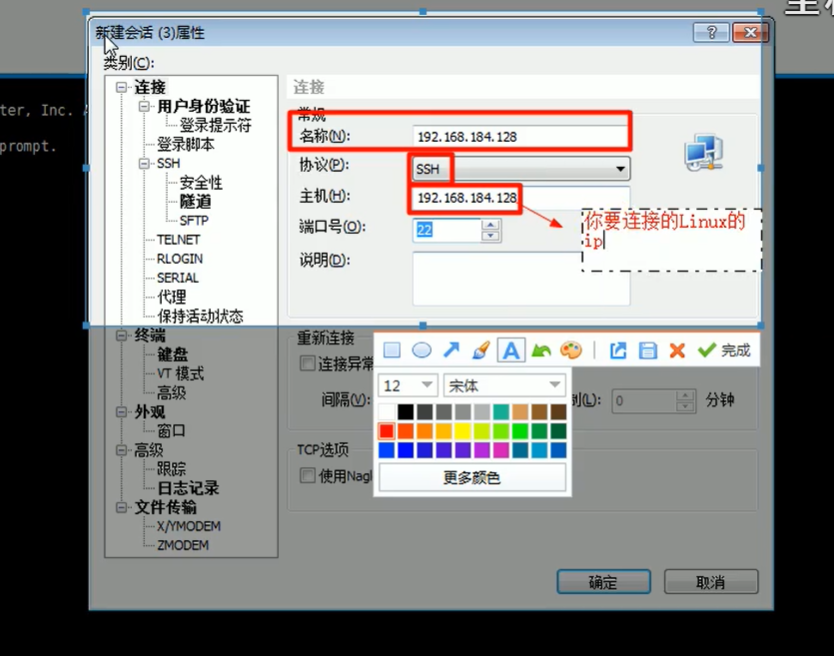 新建会话 (3)属性
类别(C):
连接
用户身份验证
登录提示符
登录脚本
SSH
安全性
隧道
SFTP
TELNET
RLOGIN
SERIAL
代理
保持活动状态
终端
键盘
VT 模式
高级
外观
窗口
高级
跟踪
日志记录
文件传输
X/YMODEM
ZMODEM
连接
常规
名称(N): 192.168.184.128
协议(P): SSH
主机(H): 192.168.184.128
端口号(O): 22
说明(D):
你要连接的Linux的
ip
重新连接
连接异常
间隔(V):
(L): 0 分钟
TCP选项
使用Nagl
完成
12 宋体
更多颜色
确定
取消
ter, Inc.
prompt.